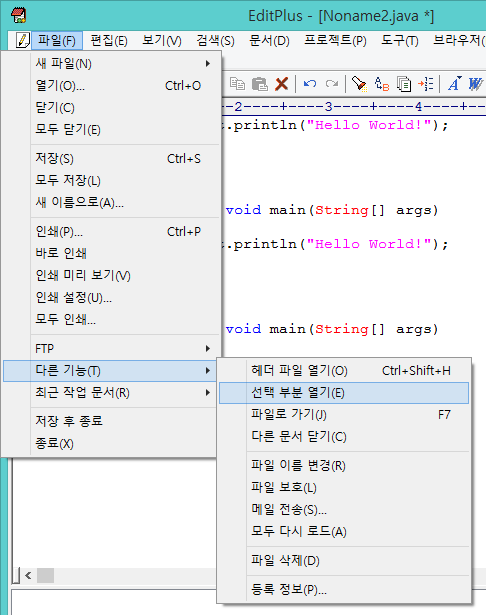 EditPlus - [Noname2.java *]
파일(F) 편집(E) 보기(V) 검색(S) 문서(D) 프로젝트(P) 도구(T) 브라우저(
새 파일(N)
열기(O)... Ctrl+O
닫기(C)
모두 닫기(E)
저장(S) Ctrl+S
모두 저장(L)
새 이름으로(A)...
인쇄(P)... Ctrl+P
바로 인쇄
인쇄 미리 보기(V)
인쇄 설정(U)...
모두 인쇄...
FTP
다른 기능(T)
최근 작업 문서(R)
저장 후 종료
종료(X)
----2----+----3----+----4----+--
t.println("Hello World!");
void main(String[] args)
t.println("Hello World!");
void main(String[] args)
헤더 파일 열기(O) Ctrl+Shift+H
선택 부분 열기(E)
파일로 가기(J) F7
다른 문서 닫기(C)
파일 이름 변경(R)
파일 보호(L)
메일 전송(S)...
모두 다시 로드(A)
파일 삭제(D)
등록 정보(P)...